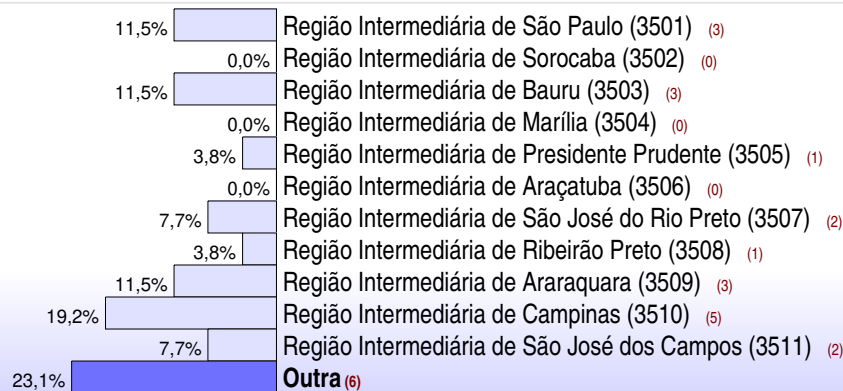 11,5% Região Intermediária de São Paulo (3501) (3)
0,0% Região Intermediária de Sorocaba (3502) (0)
11,5% Região Intermediária de Bauru (3503) (3)
0,0% Região Intermediária de Marília (3504) (0)
3,8% Região Intermediária de Presidente Prudente (3505) (1)
0,0% Região Intermediária de Araçatuba (3506) (0)
7,7% Região Intermediária de São José do Rio Preto (3507) (2)
3,8% Região Intermediária de Ribeirão Preto (3508) (1)
11,5% Região Intermediária de Araraquara (3509) (3)
19,2% Região Intermediária de Campinas (3510) (5)
7,7% Região Intermediária de São José dos Campos (3511) (2)
23,1% Outra (6)